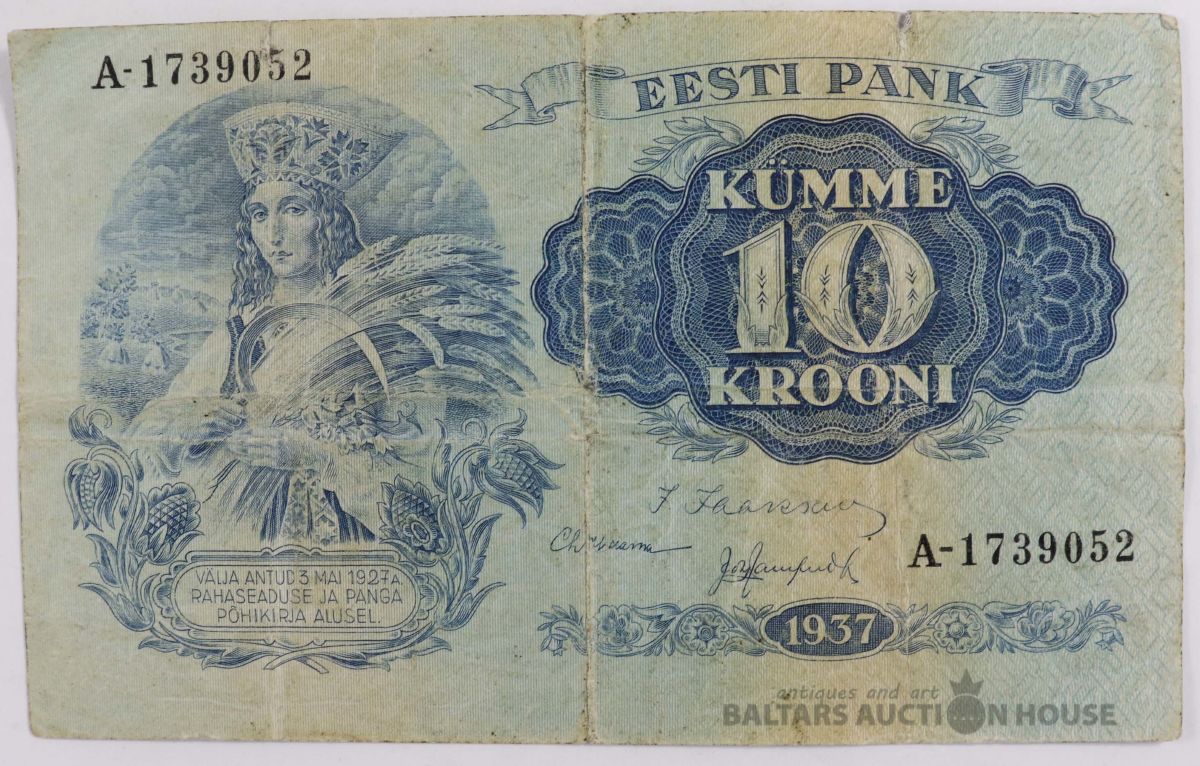 A-1739052
EESTI PANK
KÜMME
10
KROONI
A-1739052
VÄLJA ANTUD 3 MAI 1927 A.
RAHASEADUSE JA PANGA
PÕHIKIRJA ALUSEL.
1937
antiques and art
BALTARS AUCTION HOUSE